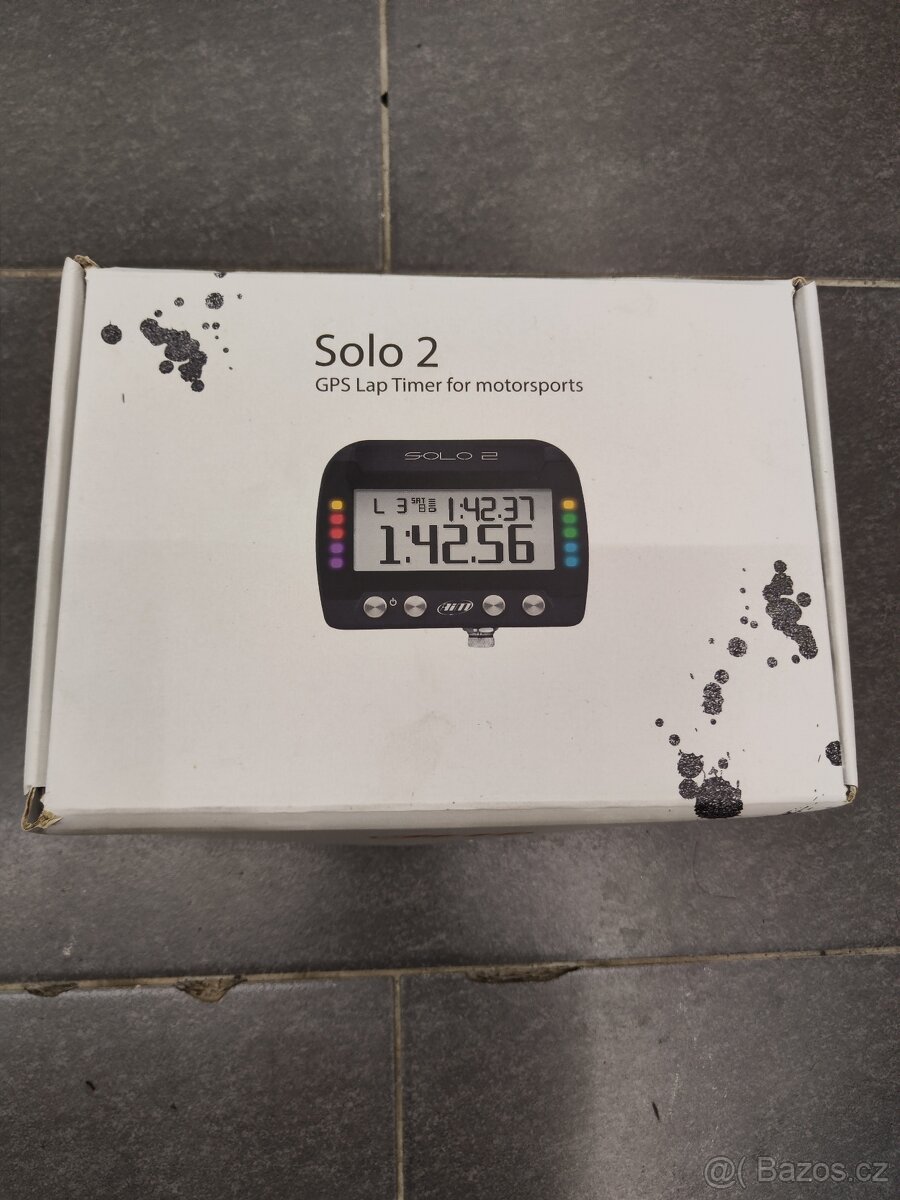 Solo 2
GPS Lap Timer for motorsports
SOLO 2
L 3 SAT 1:42.37
1:42.56
AiM
@( Bazos.cz